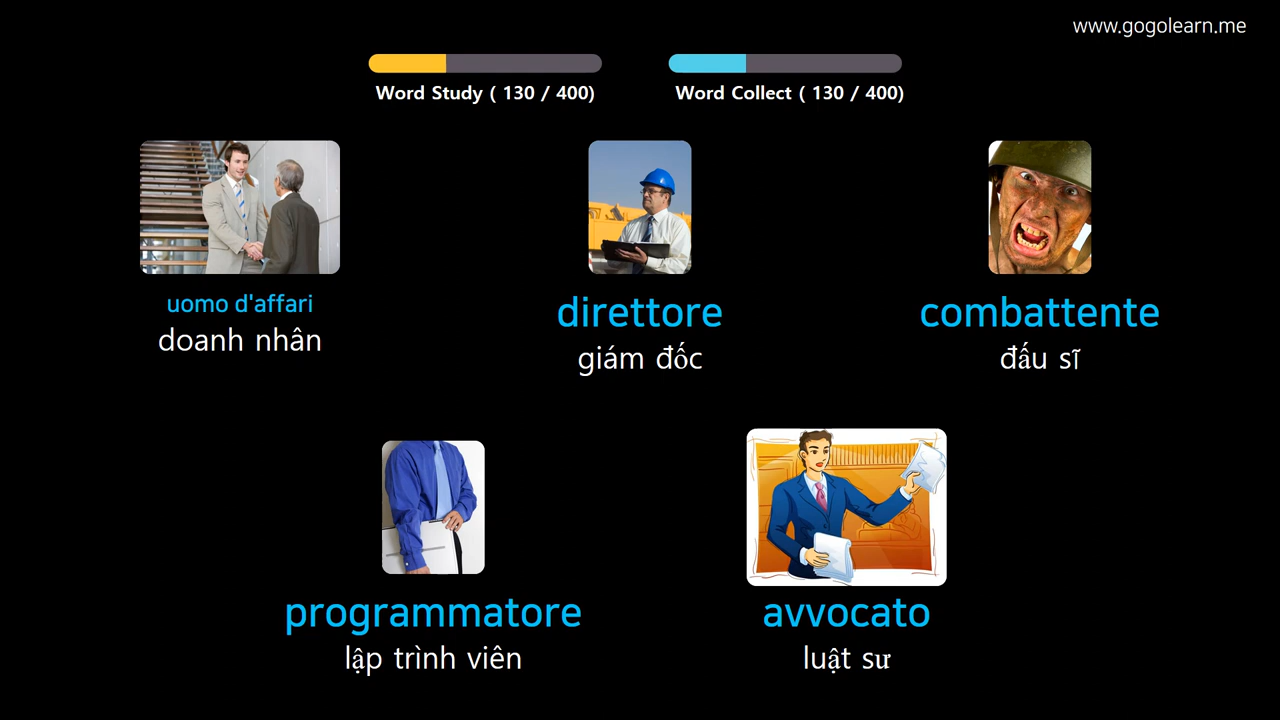 www.gogolearn.me
Word Study ( 130 / 400)
Word Collect ( 130 / 400)
uomo d'affari
doanh nhân
direttore
giám đốc
combattente
đấu sĩ
programmatore
lập trình viên
avvocato
luật sư